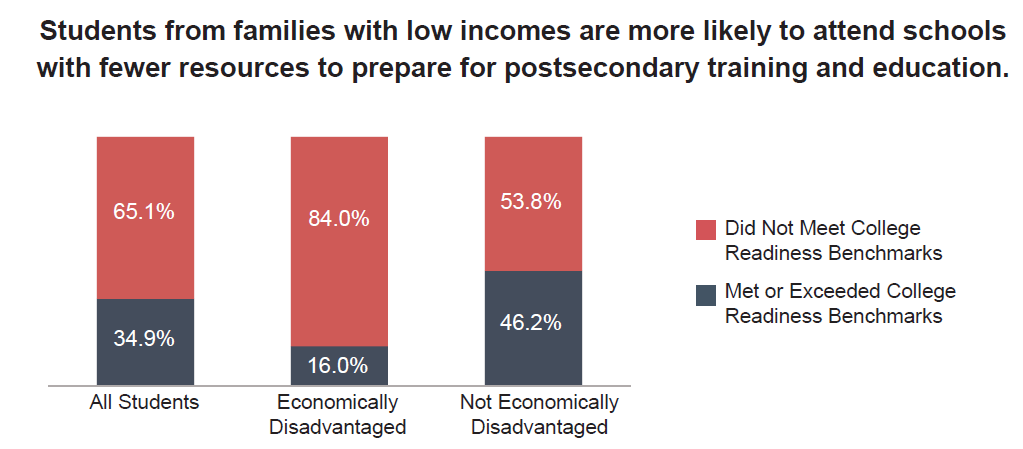 Students from families with low incomes are more likely to attend schools
with fewer resources to prepare for postsecondary training and education.
65.1%
84.0%
53.8%
34.9%
16.0%
46.2%
All Students
Economically
Disadvantaged
Not Economically
Disadvantaged
Did Not Meet College
Readiness Benchmarks
Met or Exceeded College
Readiness Benchmarks